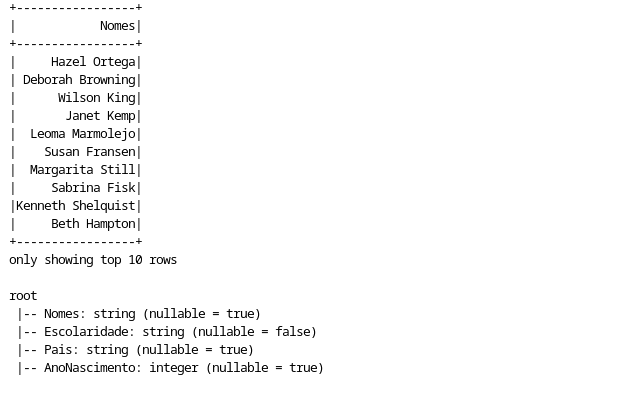 +-----------------+
|            Nomes|
+-----------------+
|     Hazel Ortega|
| Deborah Browning|
|      Wilson King|
|       Janet Kemp|
|  Leoma Marmolejo|
|    Susan Fransen|
|  Margarita Still|
|     Sabrina Fisk|
|Kenneth Shelquist|
|     Beth Hampton|
+-----------------+
only showing top 10 rows

root
 |-- Nomes: string (nullable = true)
 |-- Escolaridade: string (nullable = false)
 |-- Pais: string (nullable = true)
 |-- AnoNascimento: integer (nullable = true)